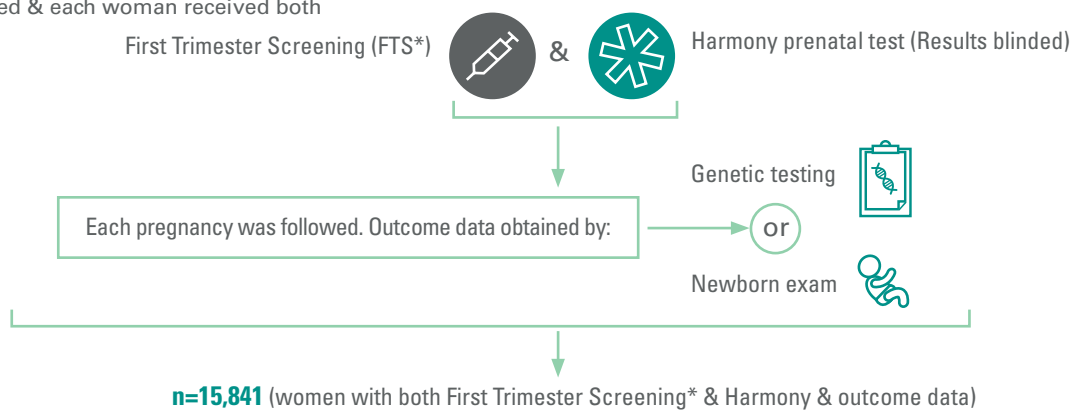 & each woman received both
First Trimester Screening (FTS*) & Harmony prenatal test (Results blinded)
Genetic testing
Each pregnancy was followed. Outcome data obtained by: or
Newborn exam
n=15,841 (women with both First Trimester Screening* & Harmony & outcome data)